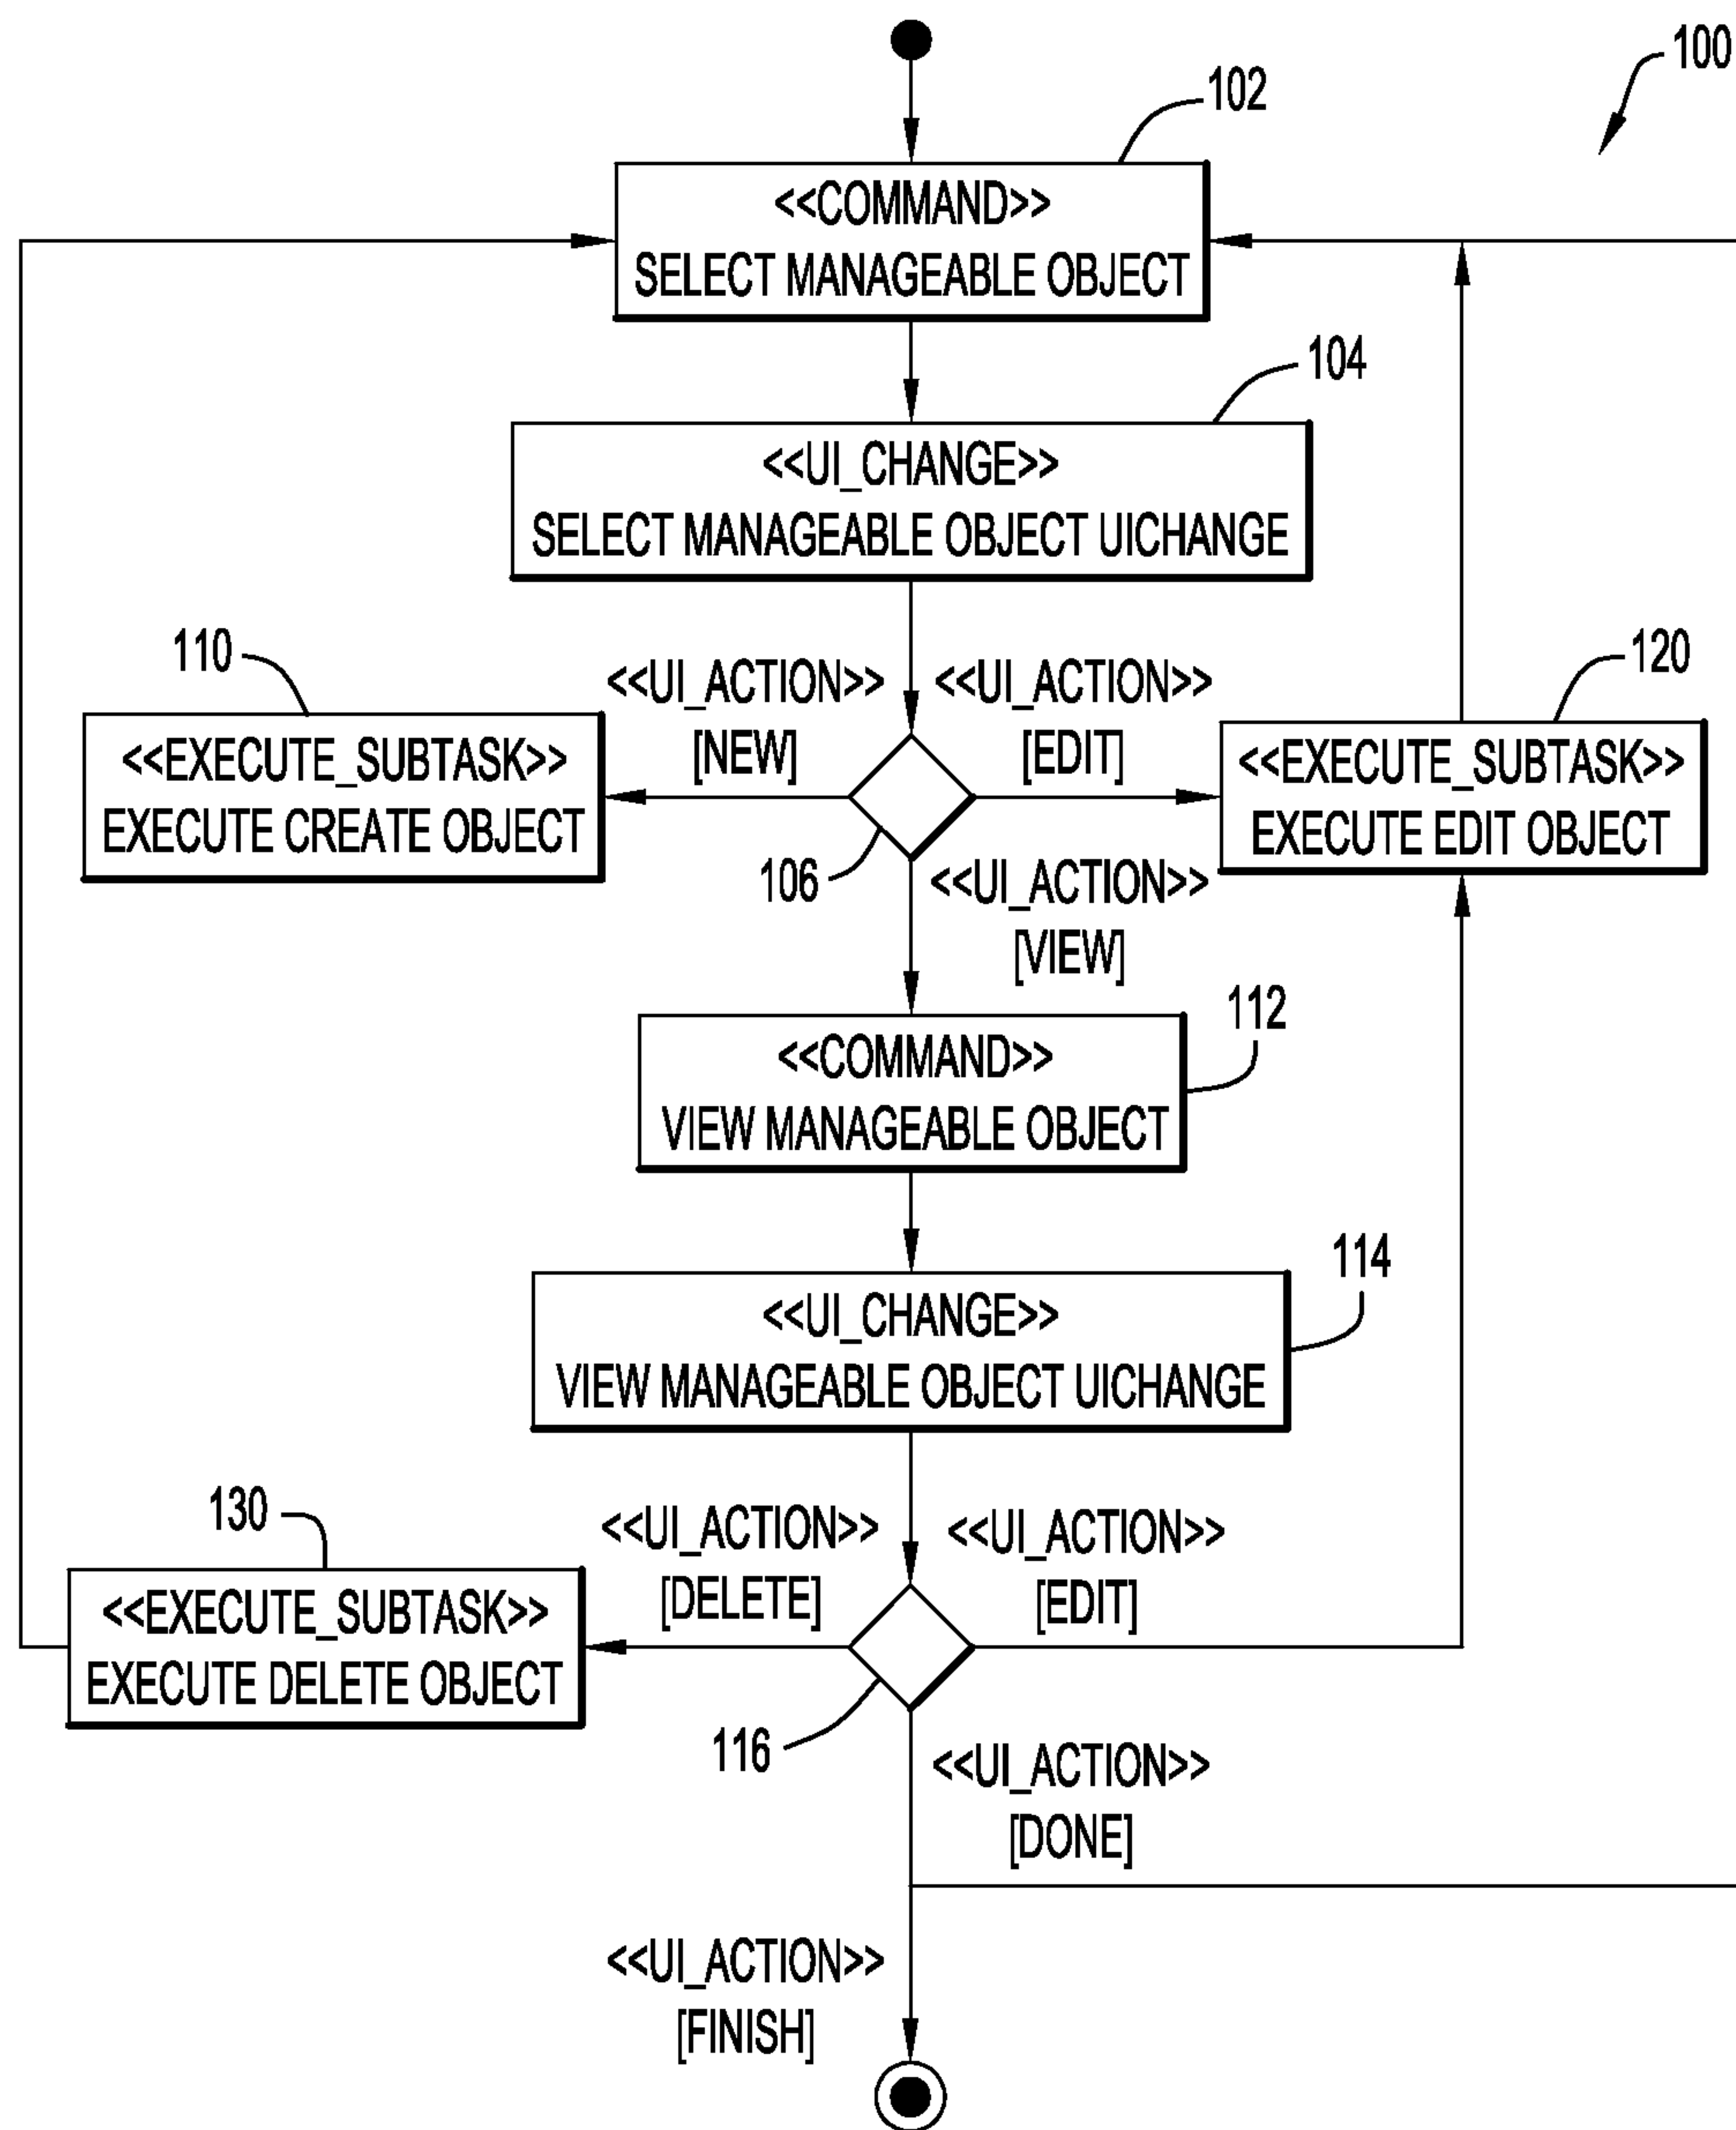 100
102
<<COMMAND>>
SELECT MANAGEABLE OBJECT
104
<<UI_CHANGE>>
SELECT MANAGEABLE OBJECT UICHANGE
110
<<UI_ACTION>>
[NEW]
<<UI_ACTION>>
[EDIT]
120
<<EXECUTE_SUBTASK>>
EXECUTE CREATE OBJECT
<<EXECUTE_SUBTASK>>
EXECUTE EDIT OBJECT
106
<<UI_ACTION>>
[VIEW]
112
<<COMMAND>>
VIEW MANAGEABLE OBJECT
114
<<UI_CHANGE>>
VIEW MANAGEABLE OBJECT UICHANGE
130
<<UI_ACTION>>
[DELETE]
<<UI_ACTION>>
[EDIT]
<<EXECUTE_SUBTASK>>
EXECUTE DELETE OBJECT
116
<<UI_ACTION>>
[DONE]
<<UI_ACTION>>
[FINISH]